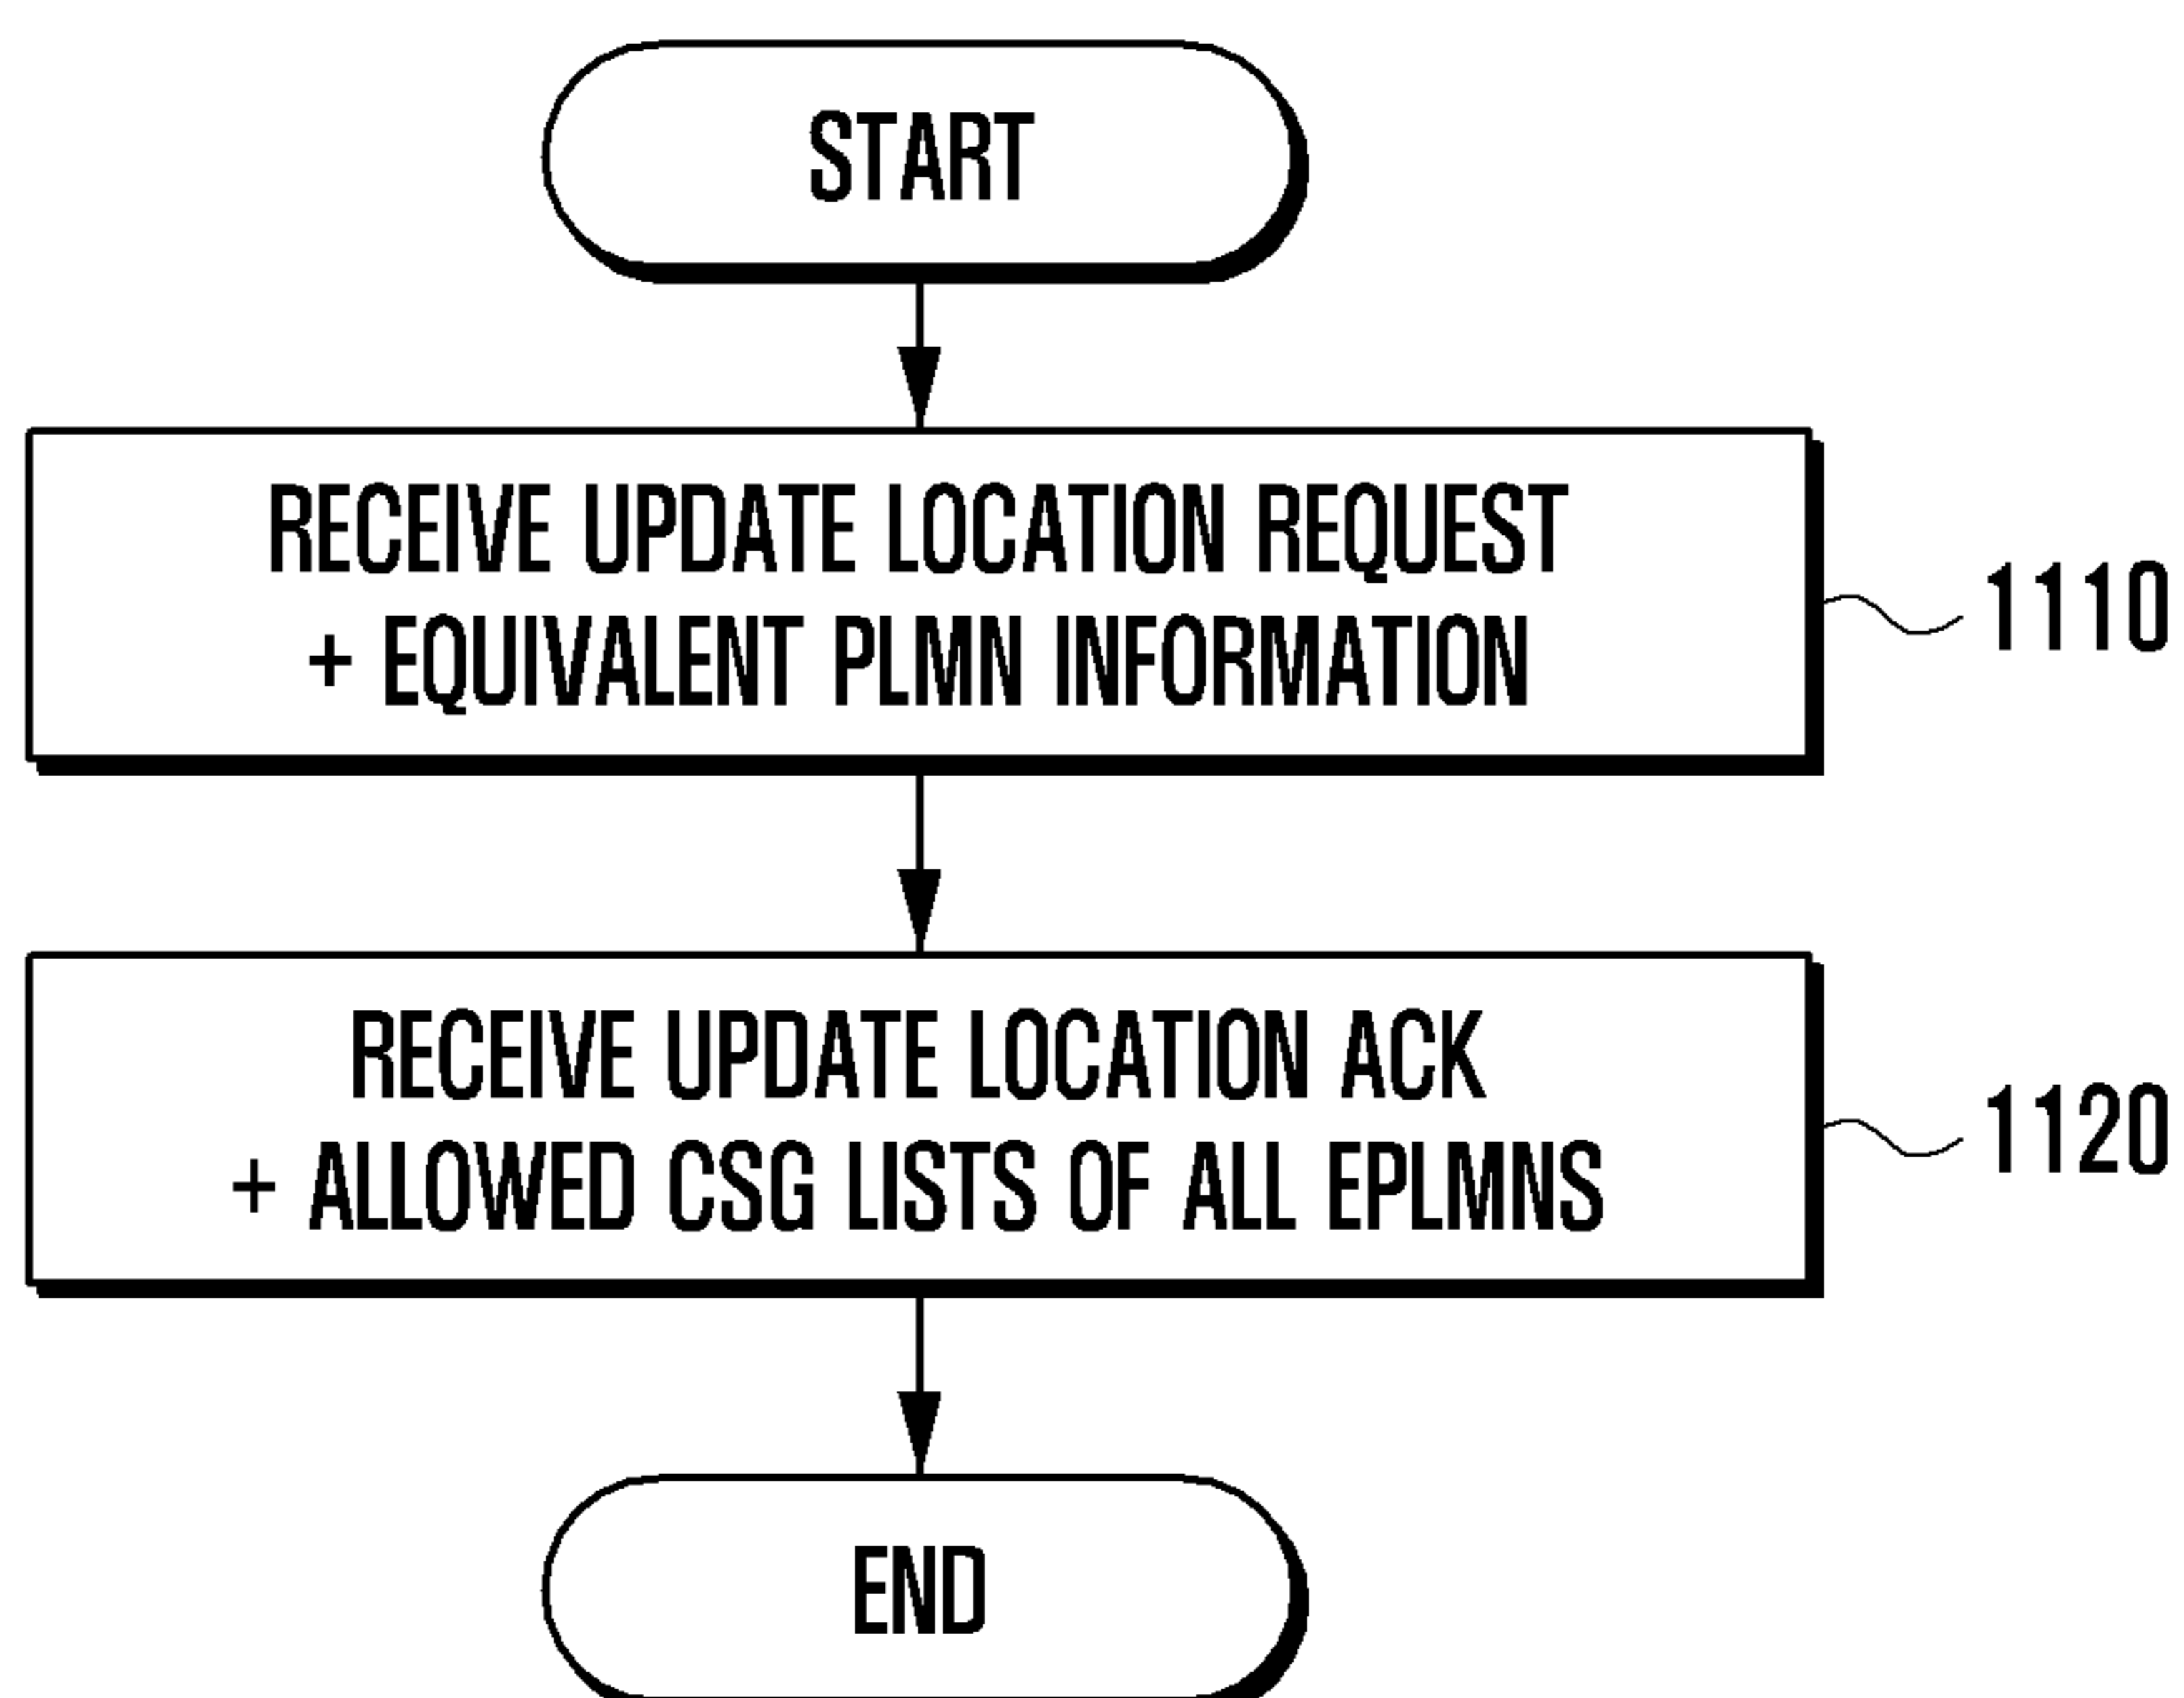 START
RECEIVE UPDATE LOCATION REQUEST
+ EQUIVALENT PLMN INFORMATION
1110
RECEIVE UPDATE LOCATION ACK
+ ALLOWED CSG LISTS OF ALL EPLMNS
1120
END